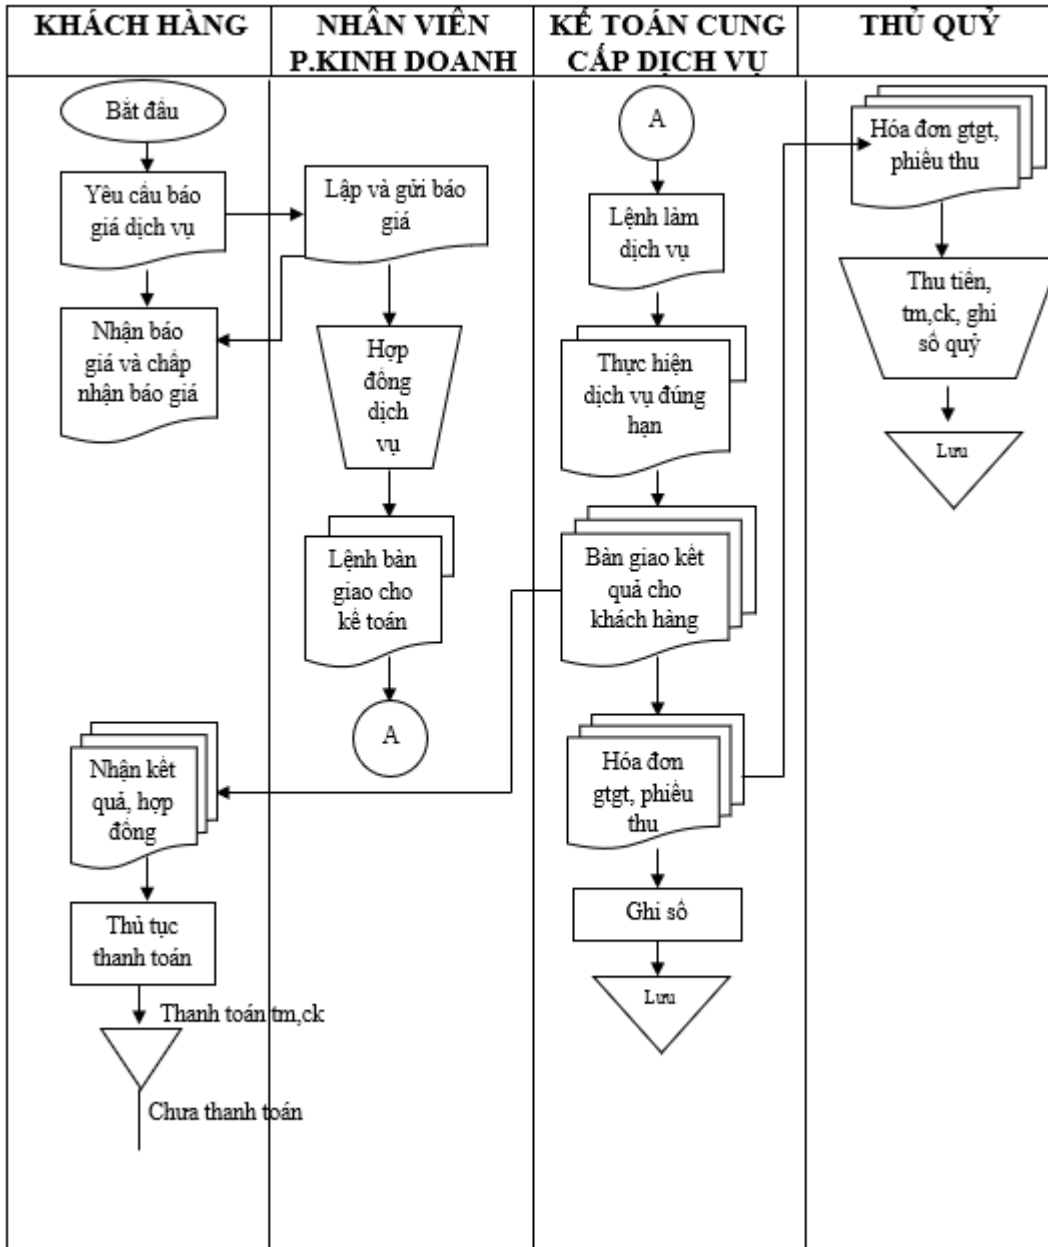 KHÁCH HÀNG
NHÂN VIÊN
P.KINH DOANH
KẾ TOÁN CUNG
CẤP DỊCH VỤ
THỦ QUỶ
Bắt đầu
Yêu cầu báo
giá dịch vụ
Nhận báo
giá và chấp
nhận báo giá
Nhận kết
quả, hợp
đồng
Thủ tục
thanh toán
Thanh toán tm,ck
Chưa thanh toán
Lập và gửi báo
giá
Hợp
đồng
dịch
vụ
Lệnh bàn
giao cho
kế toán
A
A
Lệnh làm
dịch vụ
Thực hiện
dịch vụ đúng
hạn
Bàn giao kết
quả cho
khách hàng
Hóa đơn
gtgt, phiếu
thu
Ghi sổ
Lưu
Hóa đơn gtgt,
phiếu thu
Thu tiền,
tm,ck, ghi
sổ quỷ
Lưu